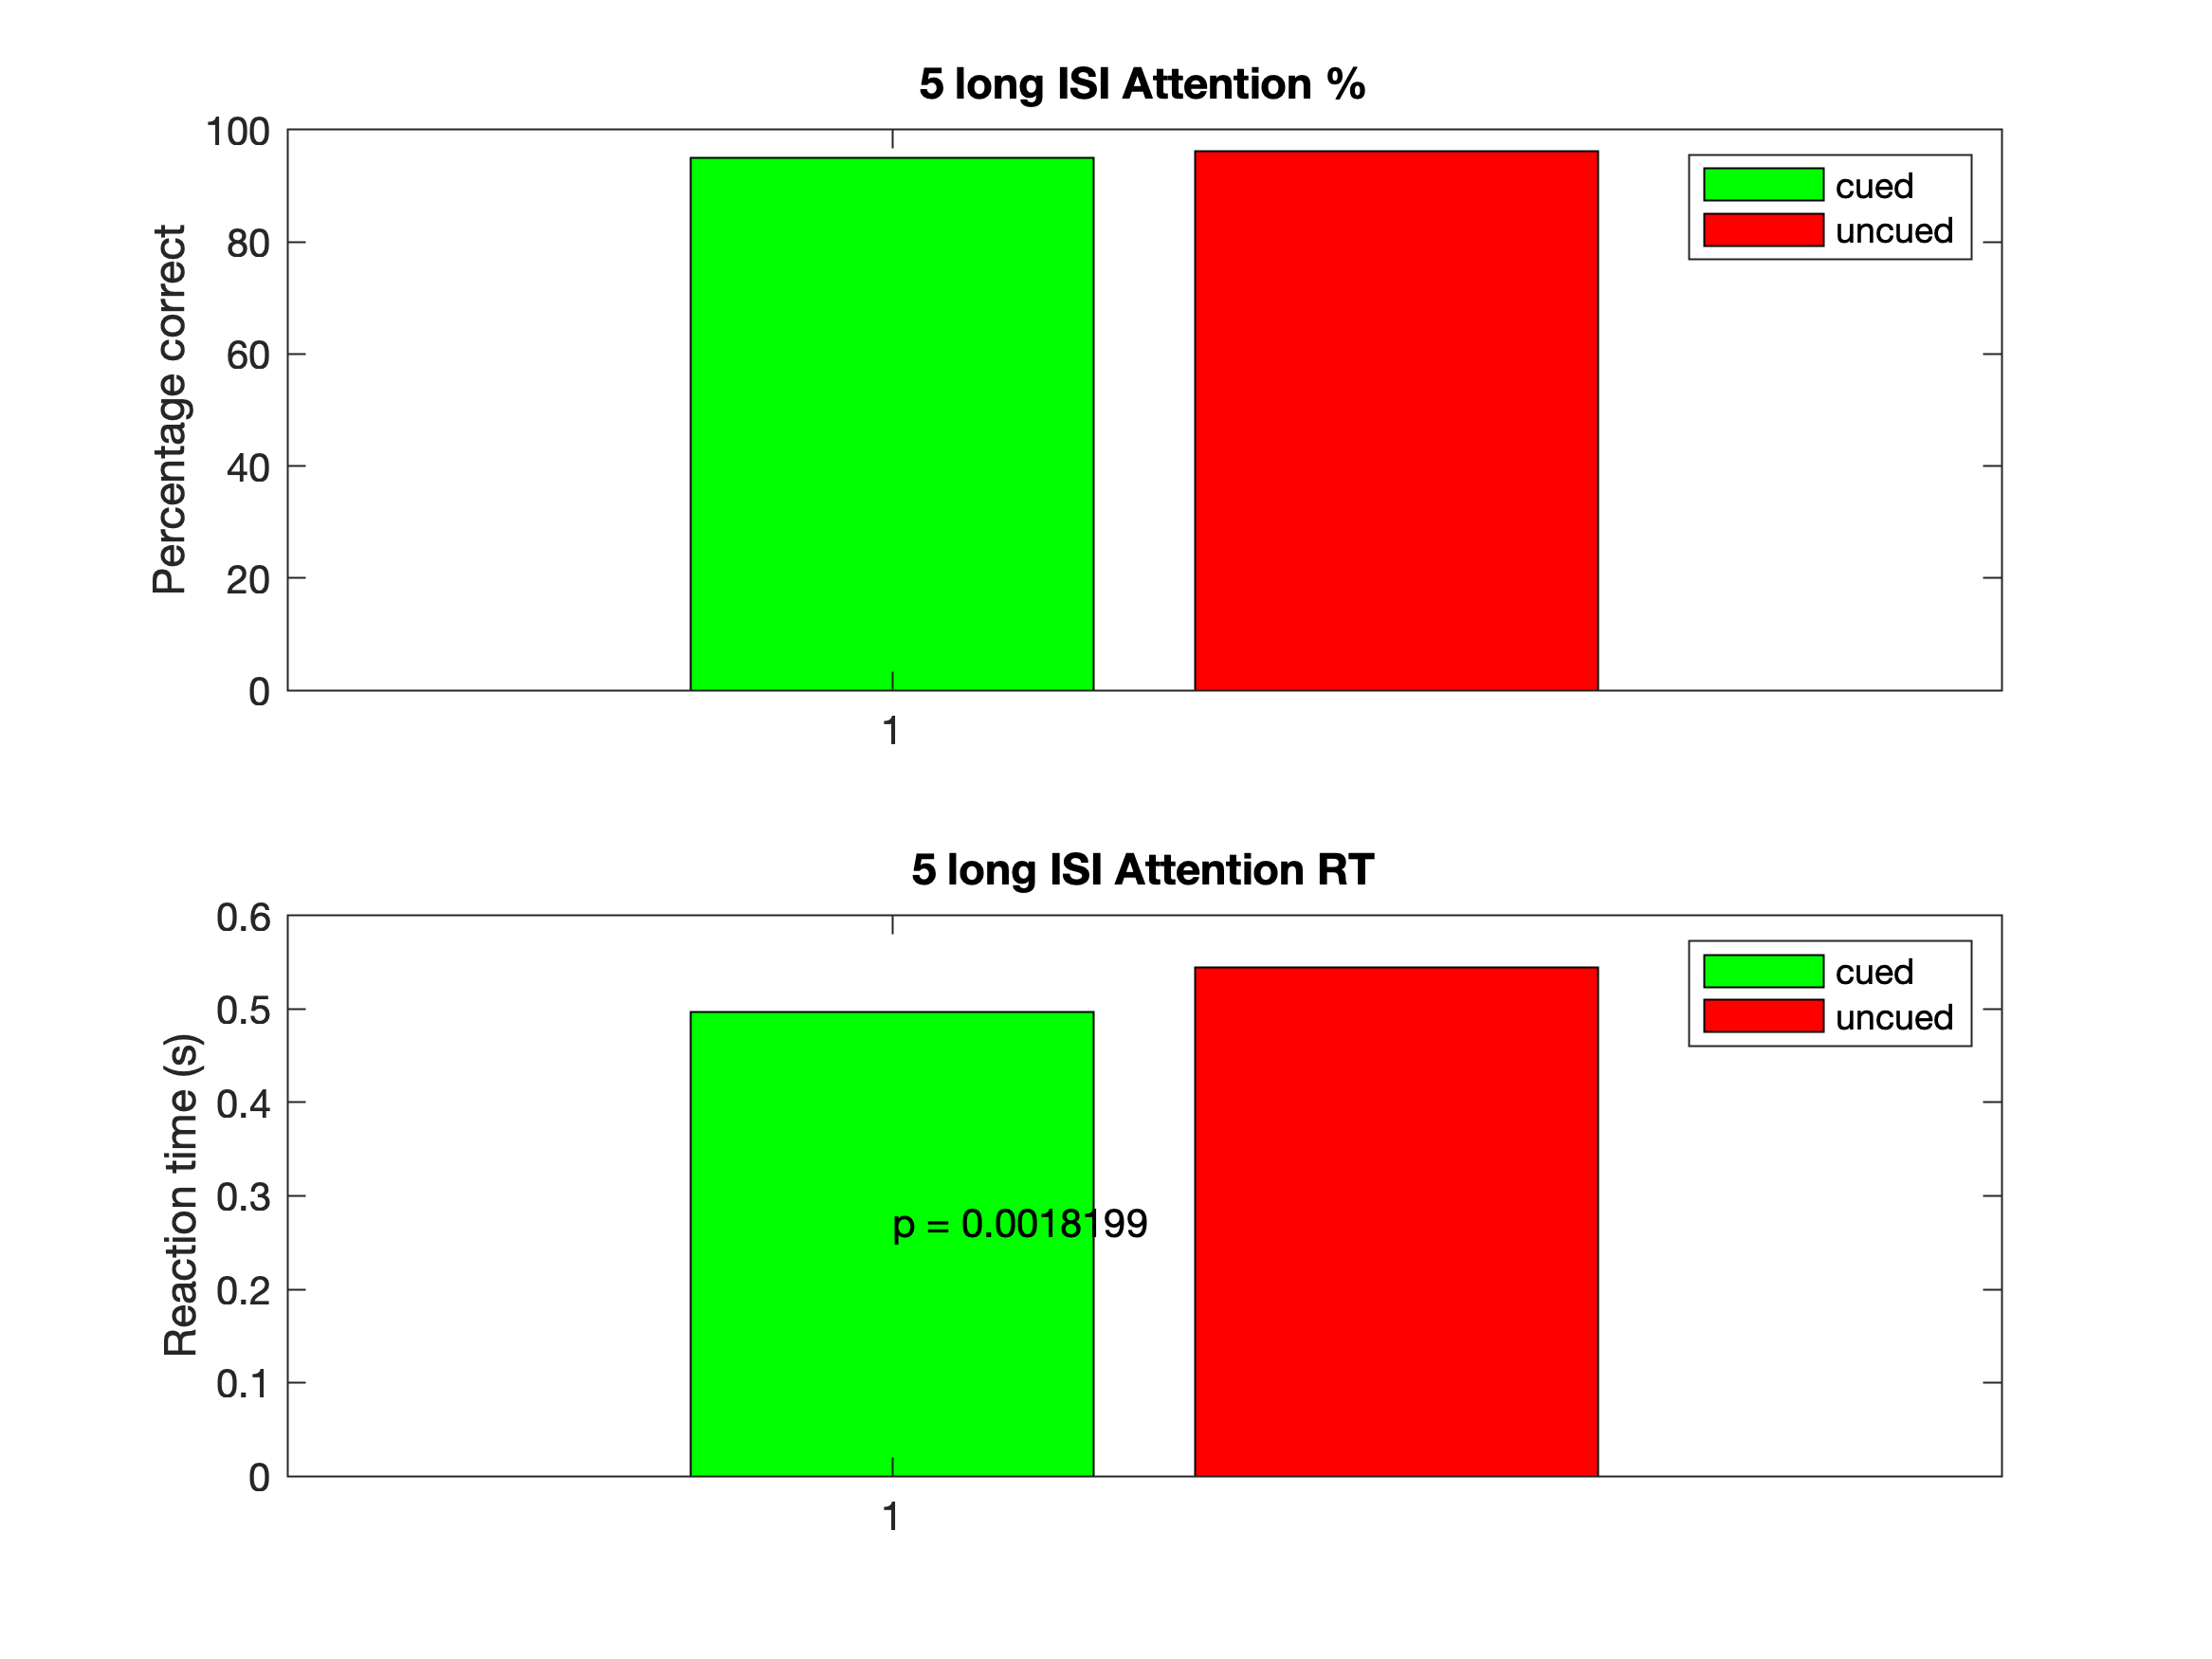 5 long ISI Attention %
Percentage correct
100
80
60
40
20
0
1
cued
uncued
5 long ISI Attention RT
Reaction time (s)
0.6
0.5
0.4
0.3
0.2
0.1
0
1
p = 0.0018199
cued
uncued